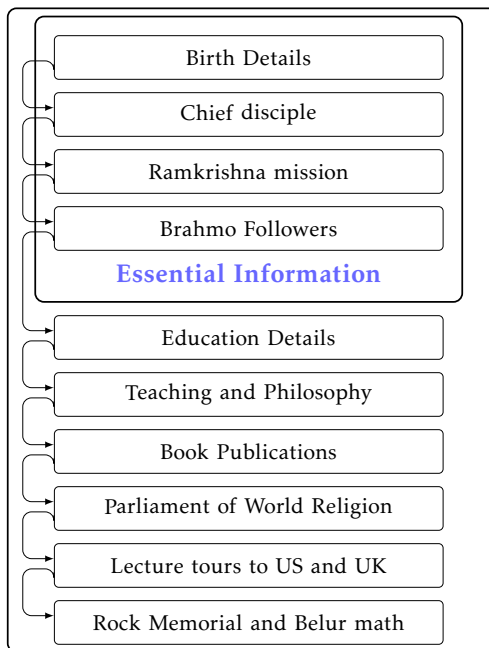 Birth Details
Chief disciple
Ramkrishna mission
Brahmo Followers
Essential Information
Education Details
Teaching and Philosophy
Book Publications
Parliament of World Religion
Lecture tours to US and UK
Rock Memorial and Belur math